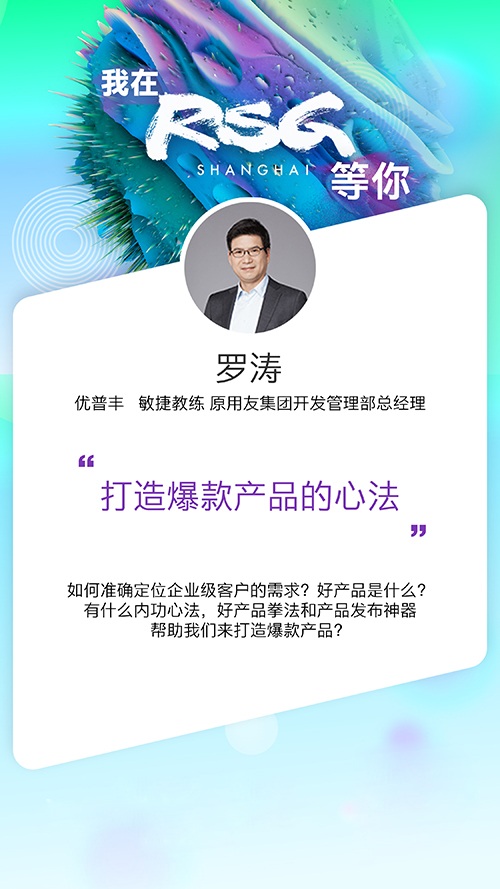 我在
RSG
SHANGHAI
等你
罗涛
优普丰 敏捷教练 原用友集团开发管理部总经理
“
打造爆款产品的心法
”
如何准确定位企业级客户的需求？好产品是什么？
有什么内功心法，好产品拳法和产品发布神器
帮助我们来打造爆款产品？